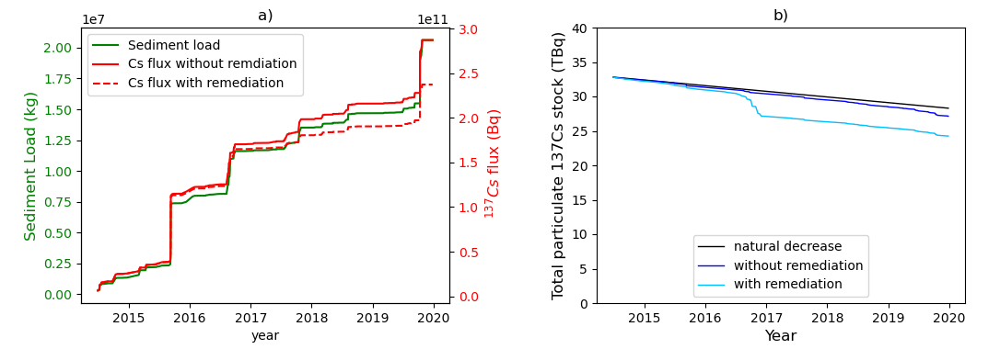 a)
1e7
1e11
Sediment Load (kg)
2.00
1.75
1.50
1.25
1.00
0.75
0.50
0.25
0.00
Sediment load
Cs flux without remdiation
Cs flux with remediation
3.0
2.5
2.0
1.5
1.0
0.5
0.0
137Cs flux (Bq)
2015 2016 2017 2018 2019 2020
year
b)
Total particulate 137Cs stock (TBq)
40
35
30
25
20
15
10
5
0
natural decrease
without remediation
with remediation
2015 2016 2017 2018 2019 2020
Year